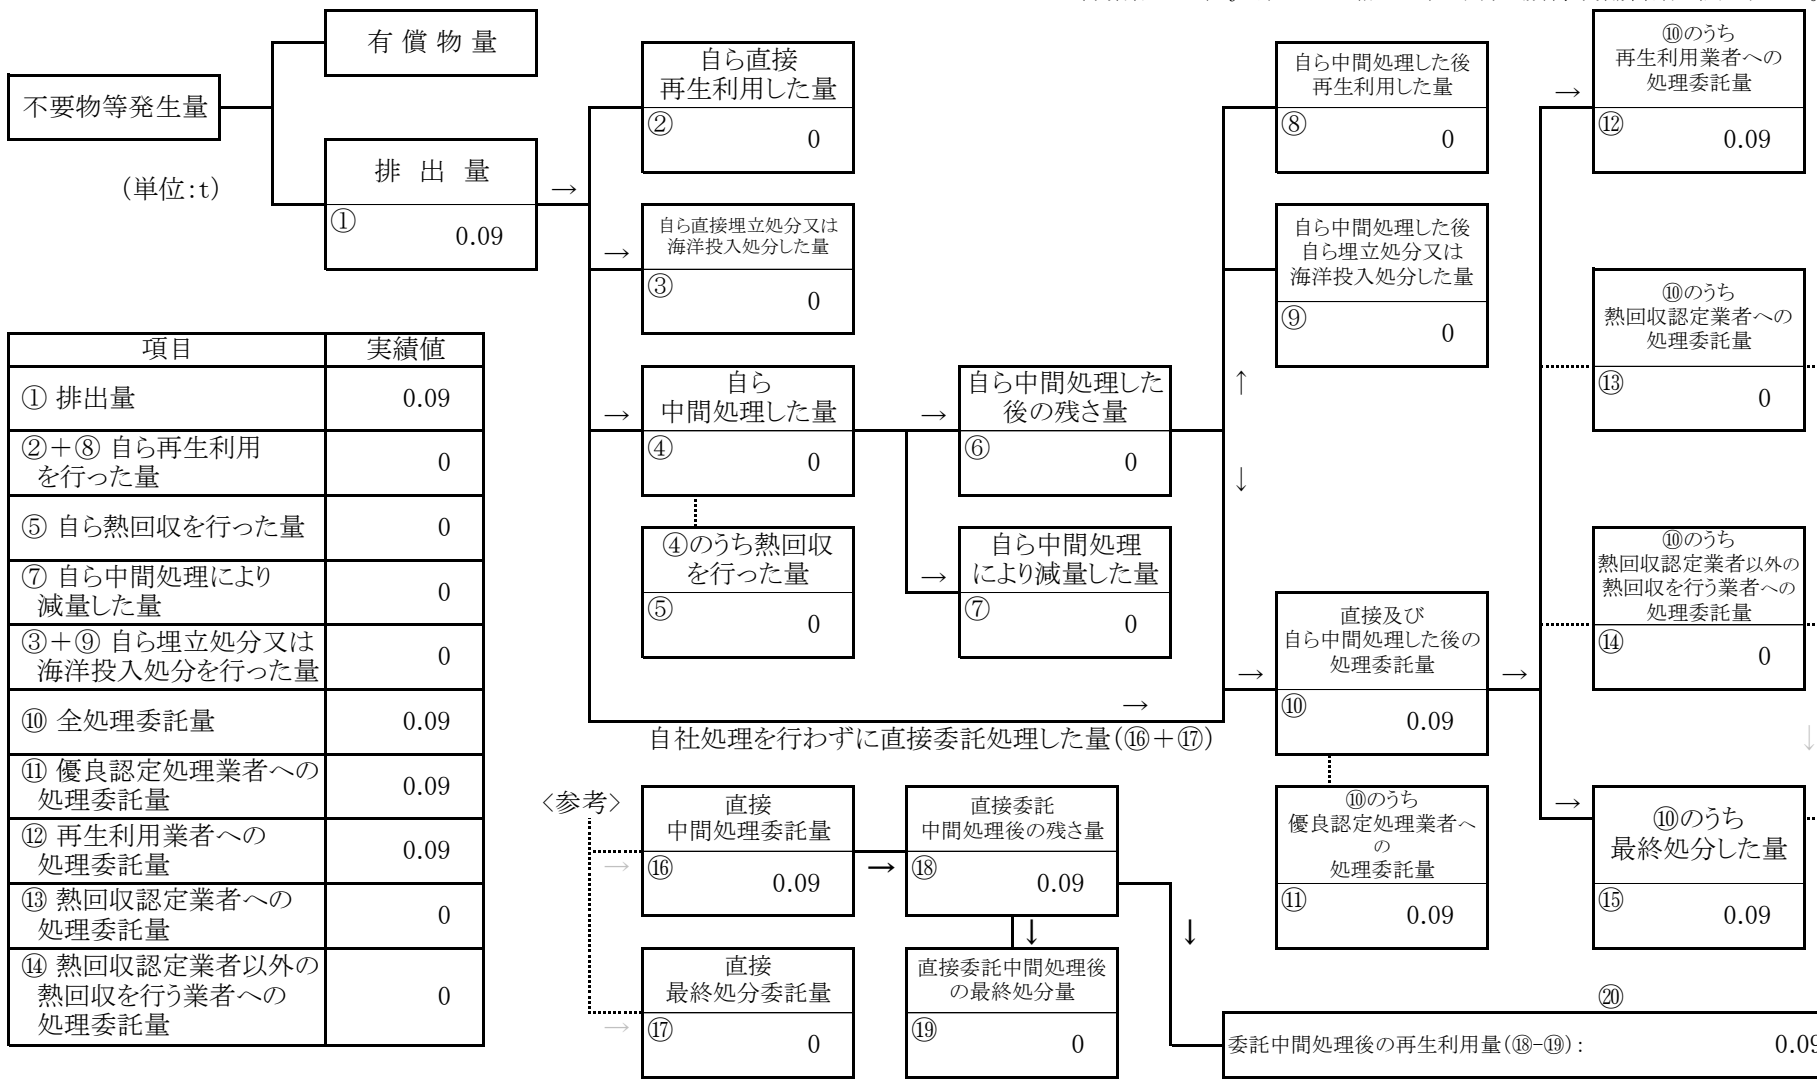 有 償 物 量
不要物等発生量
(単位:t)
排 出 量
①
0.09
→
自ら直接
再生利用した量
②
0
→
自ら直接埋立処分又は
海洋投入処分した量
③
0
→
自ら
中間処理した量
④
0
④のうち熱回収
を行った量
⑤
0
→
自ら中間処理した
後の残さ量
⑥
0
→
自ら中間処理
により減量した量
⑦
0
↑
↓
自ら中間処理した後
再生利用した量
⑧
0
自ら中間処理した後
自ら埋立処分又は
海洋投入処分した量
⑨
0
→
自社処理を行わずに直接委託処理した量(⑯+⑰)
→
直接及び
自ら中間処理した後の
処理委託量
⑩
0.09
→
⑩のうち
優良認定処理業者へ
の
処理委託量
⑪
0.09
→
⑩のうち
再生利用業者への
処理委託量
⑫
0.09
⑩のうち
熱回収認定業者への
処理委託量
⑬
0
⑩のうち
熱回収認定業者以外の
熱回収を行う業者への
処理委託量
⑭
0
↓
→
⑩のうち
最終処分した量
⑮
0.09
項目 実績値
① 排出量 0.09
②+⑧ 自ら再生利用
を行った量 0
⑤ 自ら熱回収を行った量 0
⑦ 自ら中間処理により
減量した量 0
③+⑨ 自ら埋立処分又は
海洋投入処分を行った量 0
⑩ 全処理委託量 0.09
⑪ 優良認定処理業者への
処理委託量 0.09
⑫ 再生利用業者への
処理委託量 0.09
⑬ 熱回収認定業者への
処理委託量 0
⑭ 熱回収認定業者以外の
熱回収を行う業者への
処理委託量 0
<参考>
→
直接
中間処理委託量
⑯
0.09
→
直接委託
中間処理後の残さ量
⑱
0.09
↓
↓
→
直接
最終処分委託量
⑰
0
直接委託中間処理後
の最終処分量
⑲
0
⑳
委託中間処理後の再生利用量(⑱-⑲): 0.09